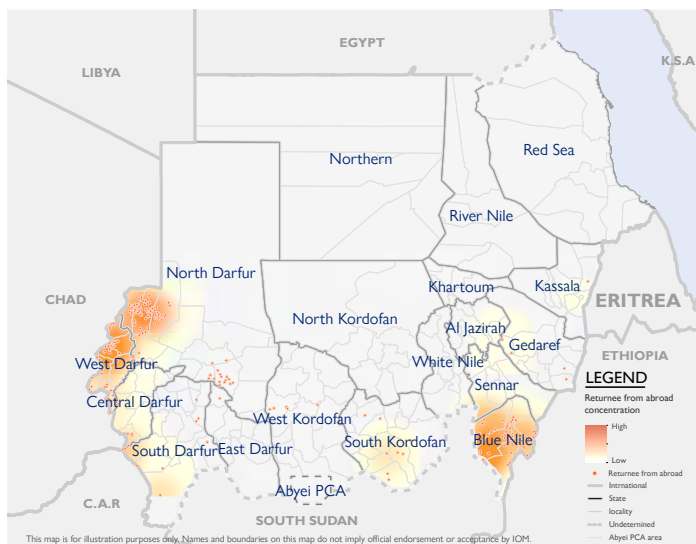 EGYPT
LIBYA
K.S.A
Red Sea
Northern
River Nile
North Darfur
Khartoum
Kassala
CHAD
ERITREA
North Kordofan
Al Jazirah
Gedaref
White Nile
ETHIOPIA
West Darfur
Sennar
Central Darfur
West Kordofan
South Kordofan
Blue Nile
South Darfur
East Darfur
Abyei PCA
C.A.R
SOUTH SUDAN
LEGEND
Returnee from abroad
concentration
High
Low
Returnee from abroad
Intrnational
State
locality
Undetermined
Abyei PCA area
This map is for illustration purposes only. Names and boundaries on this map do not imply official endorsement or acceptance by IOM.